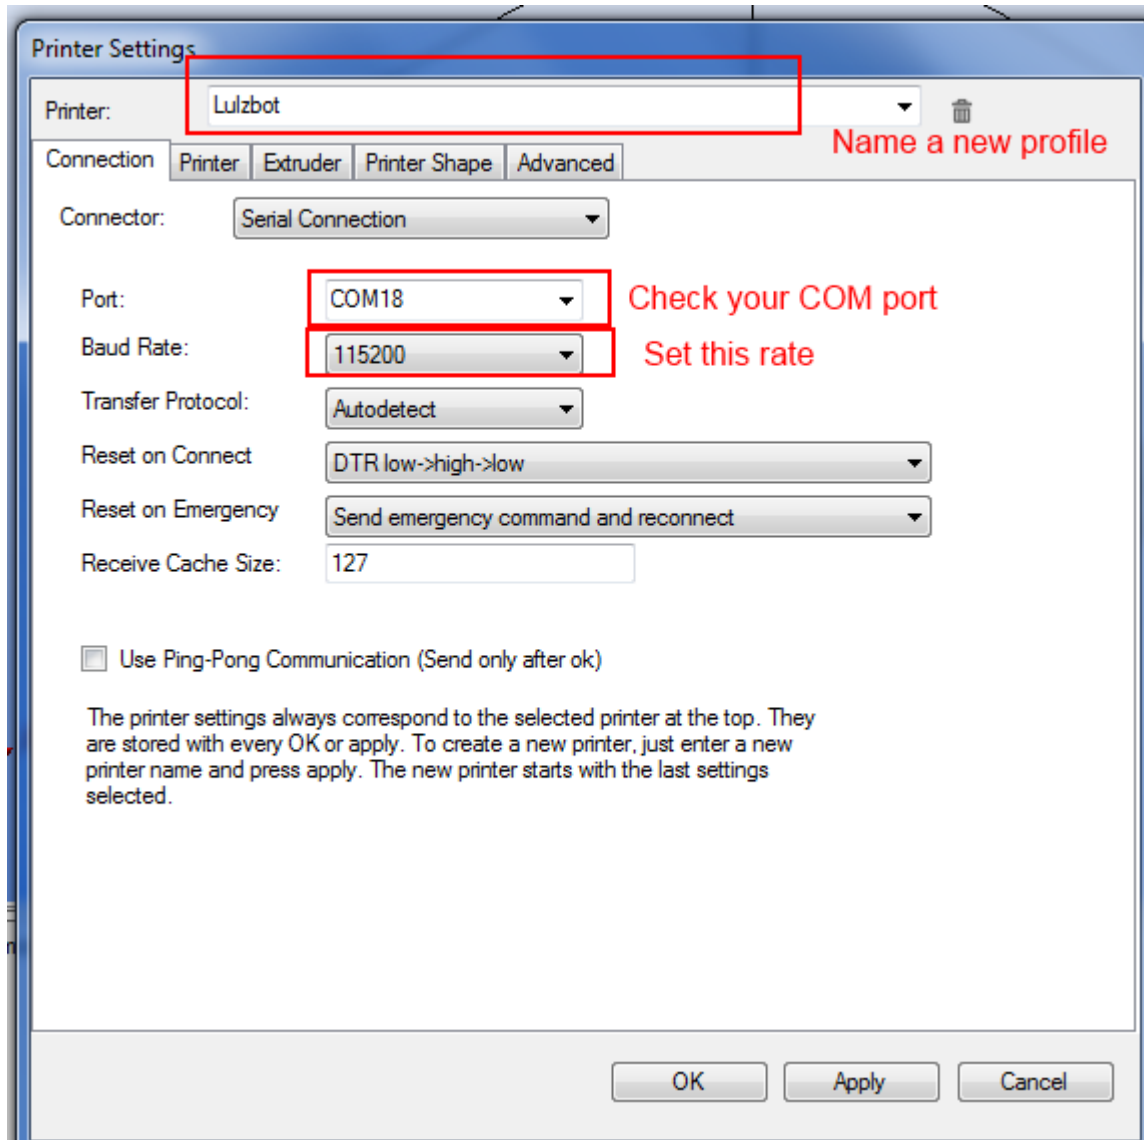 Printer Settings
Printer: Lulzbot
Name a new profile
Connection Printer Extruder Printer Shape Advanced
Connector: Serial Connection
Port: COM18 Check your COM port
Baud Rate: 115200 Set this rate
Transfer Protocol: Autodetect
Reset on Connect DTR low->high->low
Reset on Emergency Send emergency command and reconnect
Receive Cache Size: 127
Use Ping-Pong Communication (Send only after ok)
The printer settings always correspond to the selected printer at the top. They
are stored with every OK or apply. To create a new printer, just enter a new
printer name and press apply. The new printer starts with the last settings
selected.
OK Apply Cancel